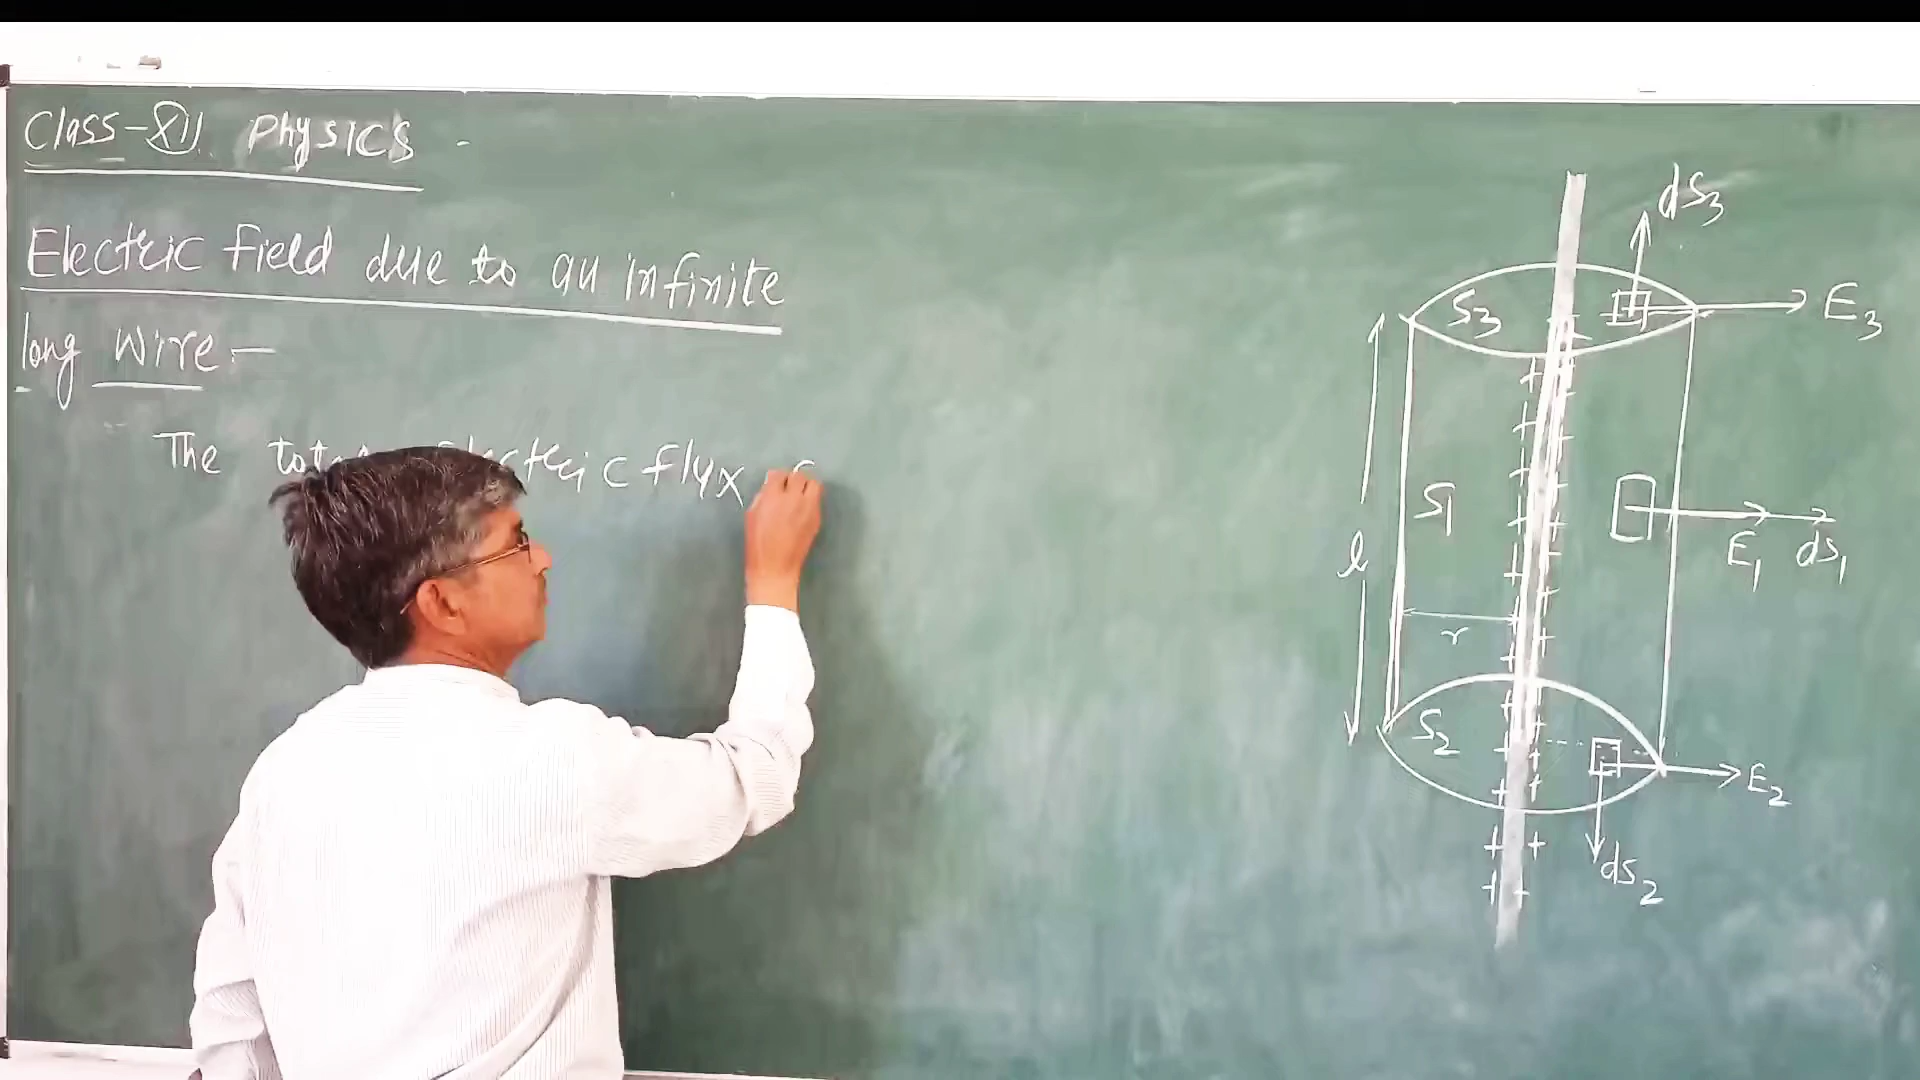 Class-XII Physics
Electric field due to an infinite
long wire:-
The electric flux
dS3
S3
E3
S1
l
E1 dS1
r
S2
E2
dS2